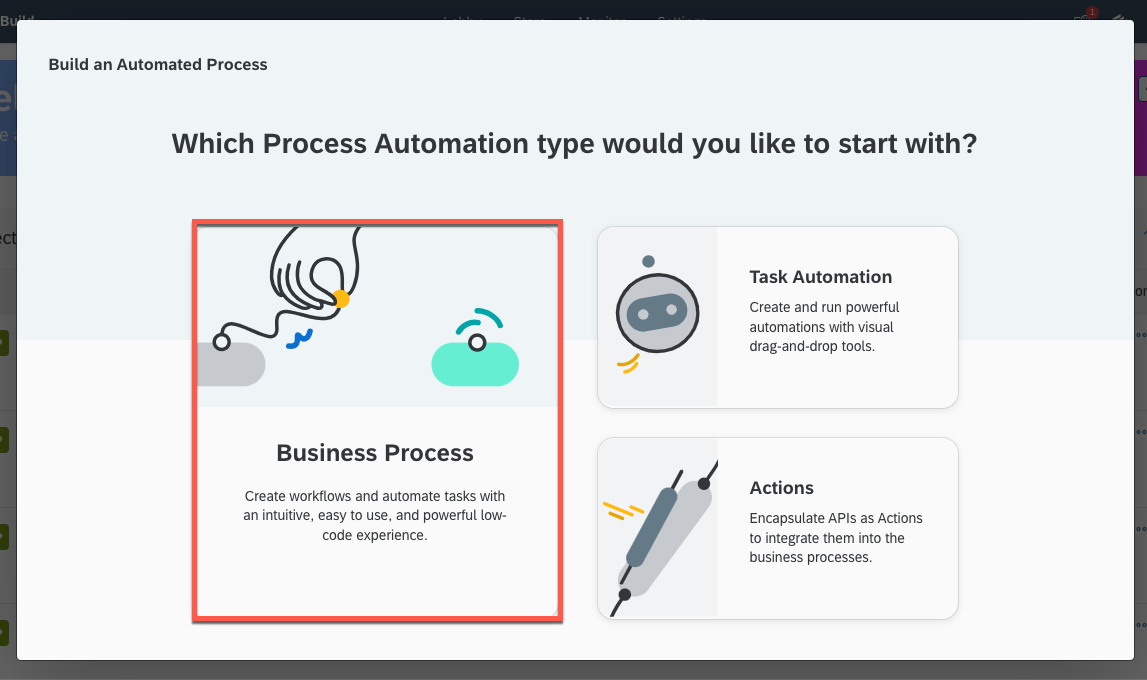 Build
1
Build an Automated Process
Which Process Automation type would you like to start with?
Business Process
Create workflows and automate tasks with
an intuitive, easy to use, and powerful low-
code experience.
Task Automation
Create and run powerful
automations with visual
drag-and-drop tools.
Actions
Encapsulate APIs as Actions
to integrate them into the
business processes.